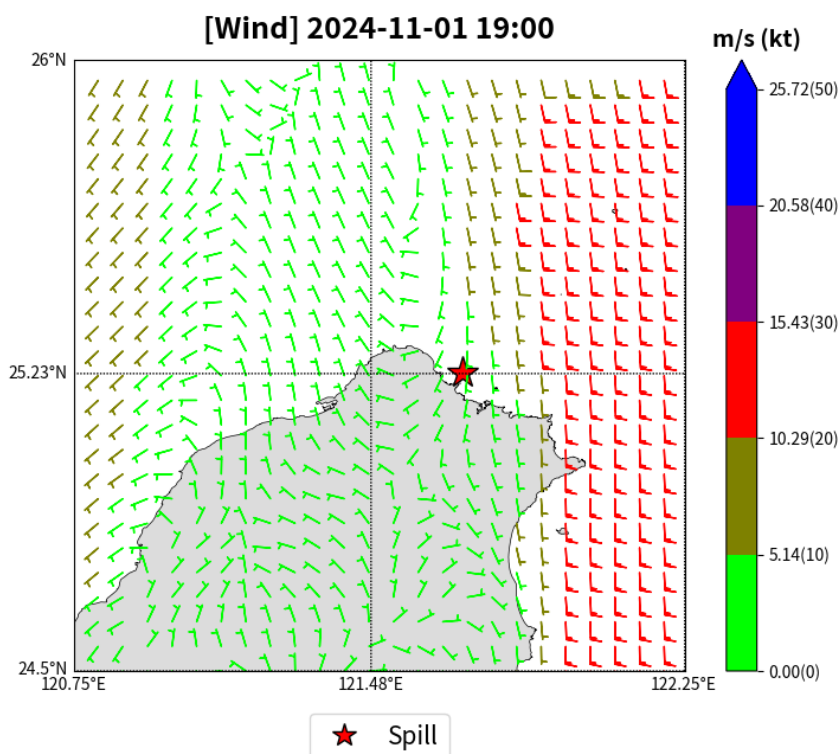 [Wind] 2024-11-01 19:00
m/s (kt)
26°N
25.23°N
24.5°N
120.75°E
121.48°E
122.25°E
25.72(50)
20.58(40)
15.43(30)
10.29(20)
5.14(10)
0.00(0)
Spill